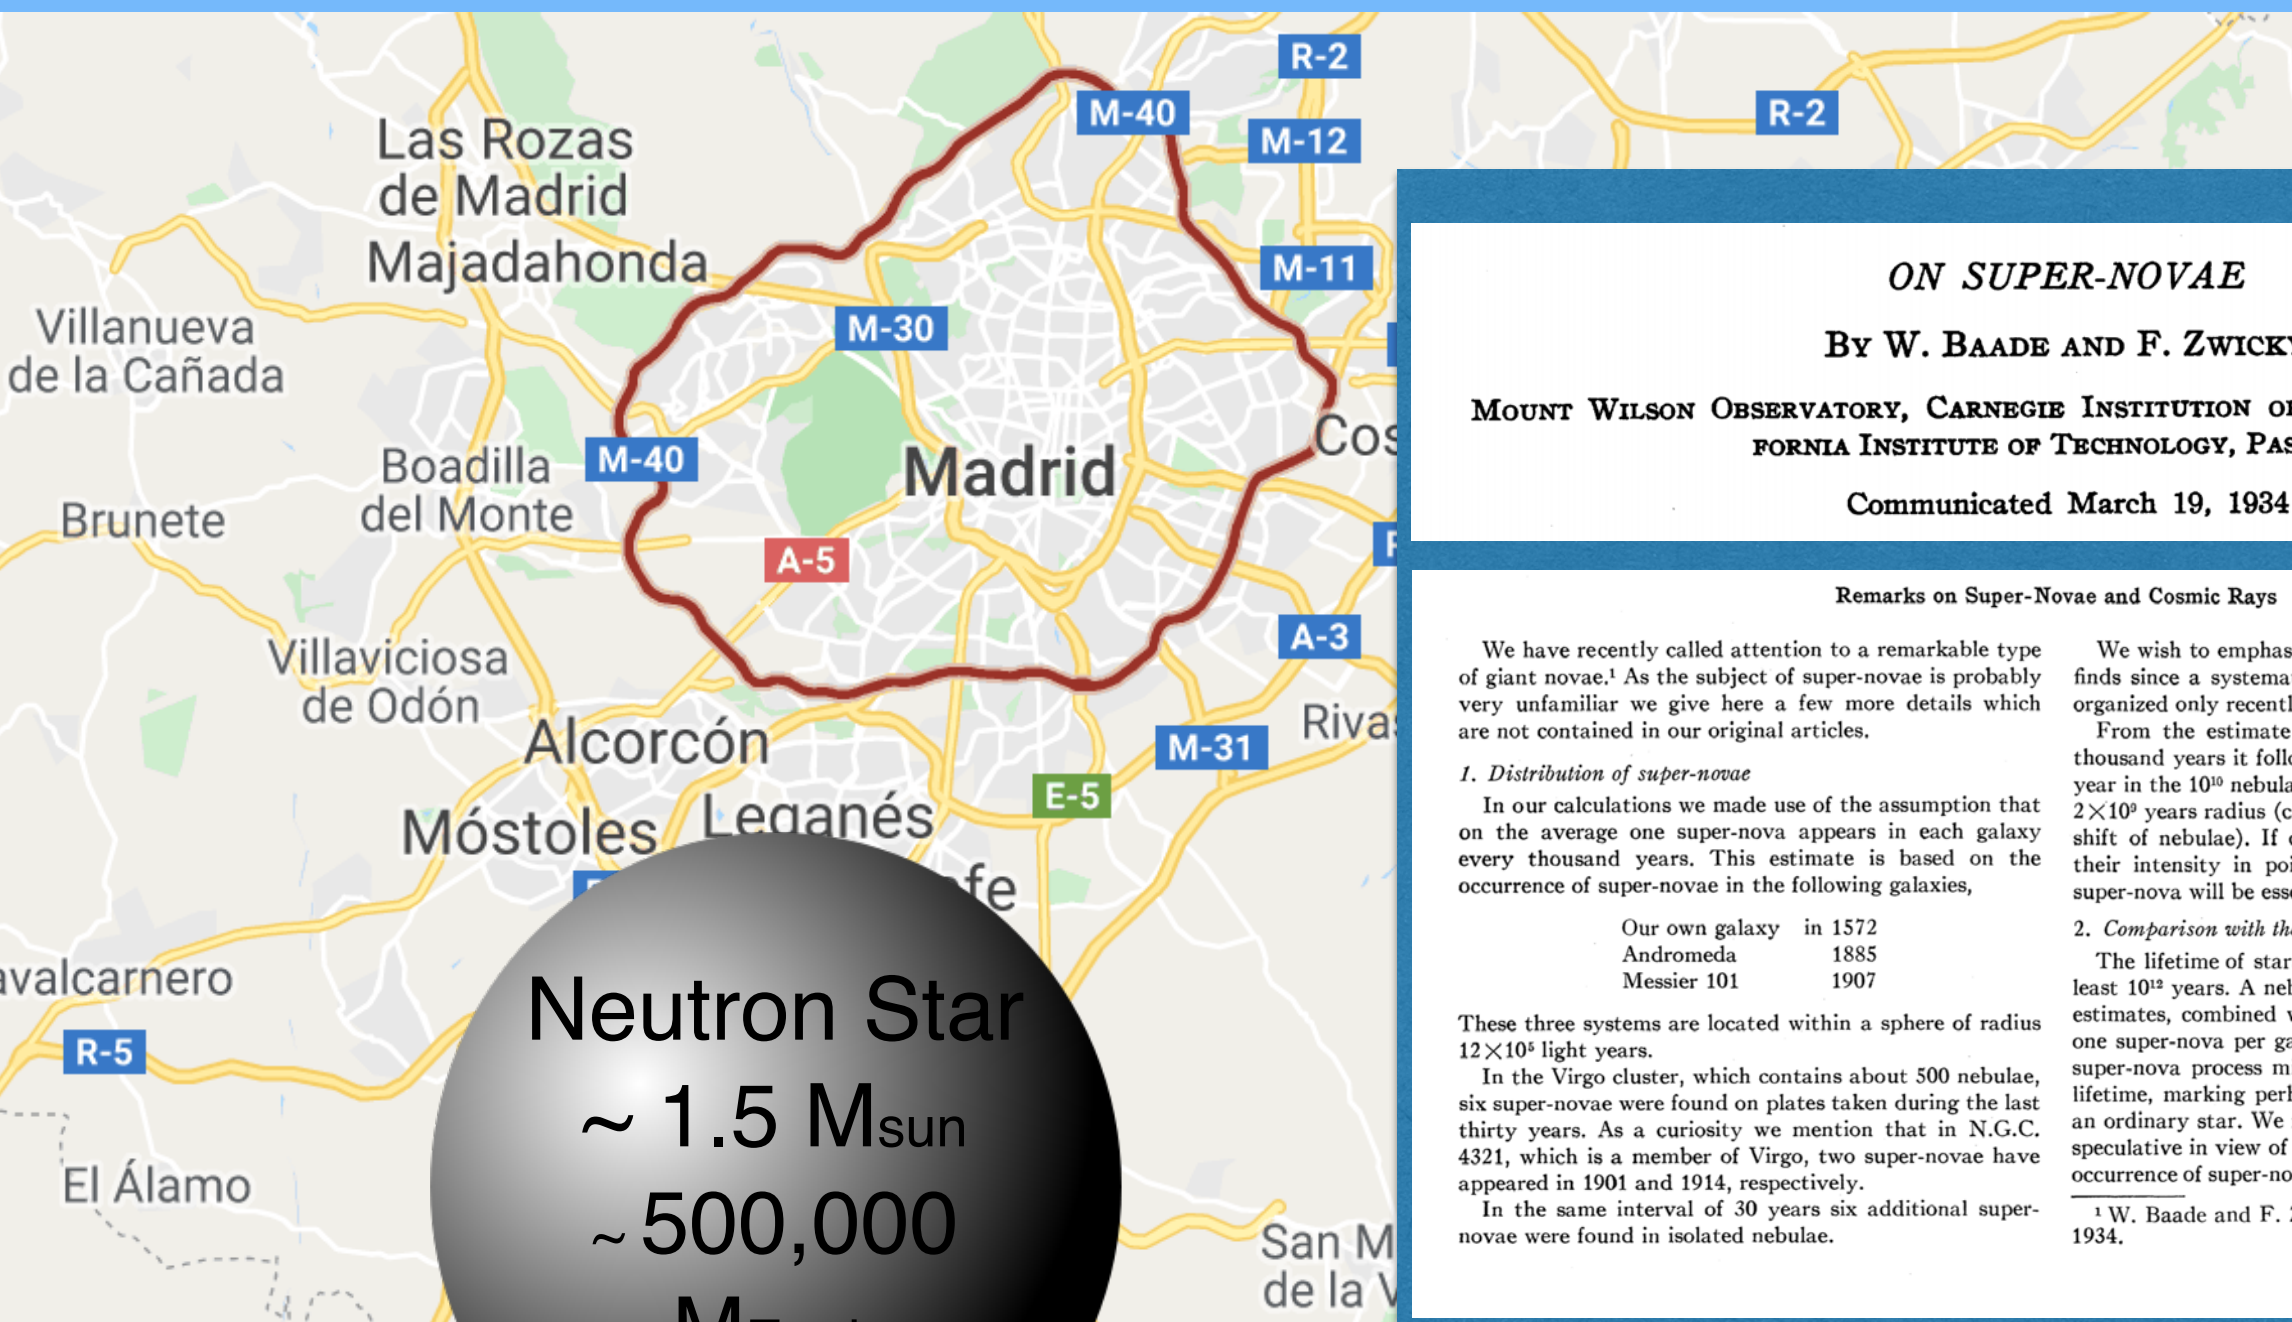 R-2
M-40
R-2
M-12
Las Rozas
de Madrid
Majadahonda
M-11
M-30
Villanueva
de la Cañada
M-40
Boadilla
del Monte
Madrid
Brunete
A-5
A-3
Villaviciosa
de Odón
Alcorcón
M-31
E-5
Móstoles
Leganés
avalcarnero
R-5
El Álamo
San M
de la V
Neutron Star
~ 1.5 Msun
~ 500,000
ON SUPER-NOVAE
BY W. BAADE AND F. ZWICKY
MOUNT WILSON OBSERVATORY, CARNEGIE INSTITUTION
FORNIA INSTITUTE OF TECHNOLOGY, PAS
Communicated March 19, 1934
Remarks on Super-Novae and Cosmic Rays
We have recently called attention to a remarkable type
of giant novae.¹ As the subject of super-novae is probably
very unfamiliar we give here a few more details which
are not contained in our original articles.
1. Distribution of super-novae
In our calculations we made use of the assumption that
on the average one super-nova appears in each galaxy
every thousand years. This estimate is based on the
occurrence of super-novae in the following galaxies,
Our own galaxy in 1572
Andromeda 1885
Messier 101 1907
These three systems are located within a sphere of radius
12×10⁵ light years.
In the Virgo cluster, which contains about 500 nebulae,
six super-novae were found on plates taken during the last
thirty years. As a curiosity we mention that in N.G.C.
4321, which is a member of Virgo, two super-novae have
appeared in 1901 and 1914, respectively.
In the same interval of 30 years six additional super-
novae were found in isolated nebulae.
We wish to emphas
finds since a systema
organized only recentl
From the estimate
thousand years it foll
year in the 10¹⁰ nebula
2×10⁹ years radius (c
shift of nebulae). If
their intensity in poi
super-nova will be ess
2. Comparison with th
The lifetime of star
least 10¹² years. A neb
estimates, combined
one super-nova per ga
super-nova process m
lifetime, marking perh
an ordinary star. We
speculative in view of
occurrence of super-no
¹ W. Baade and F.
1934.